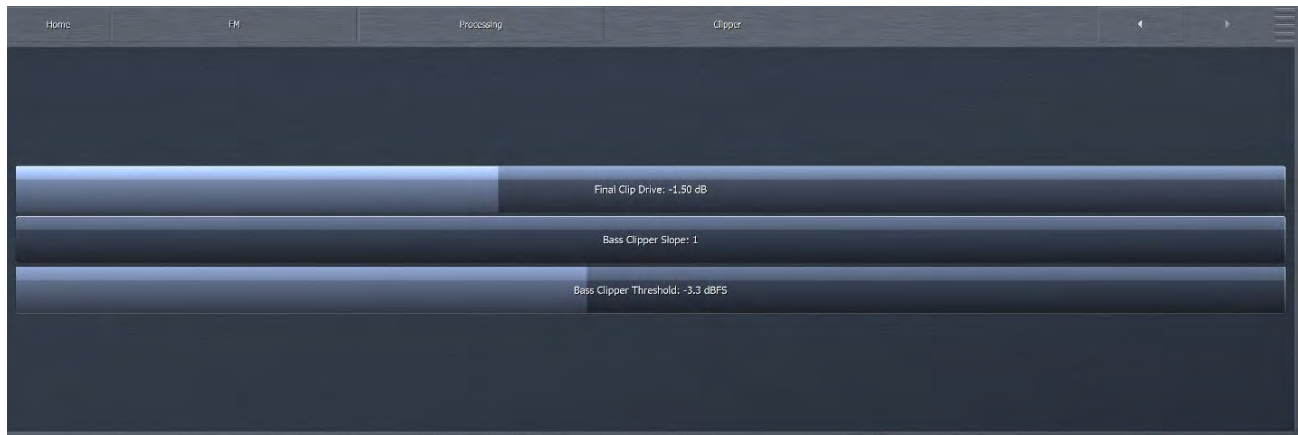 Home FM Processing Clipper
Final Clip Drive: -1.50 dB
Bass Clipper Slope: 1
Bass Clipper Threshold: -3.3 dBFS